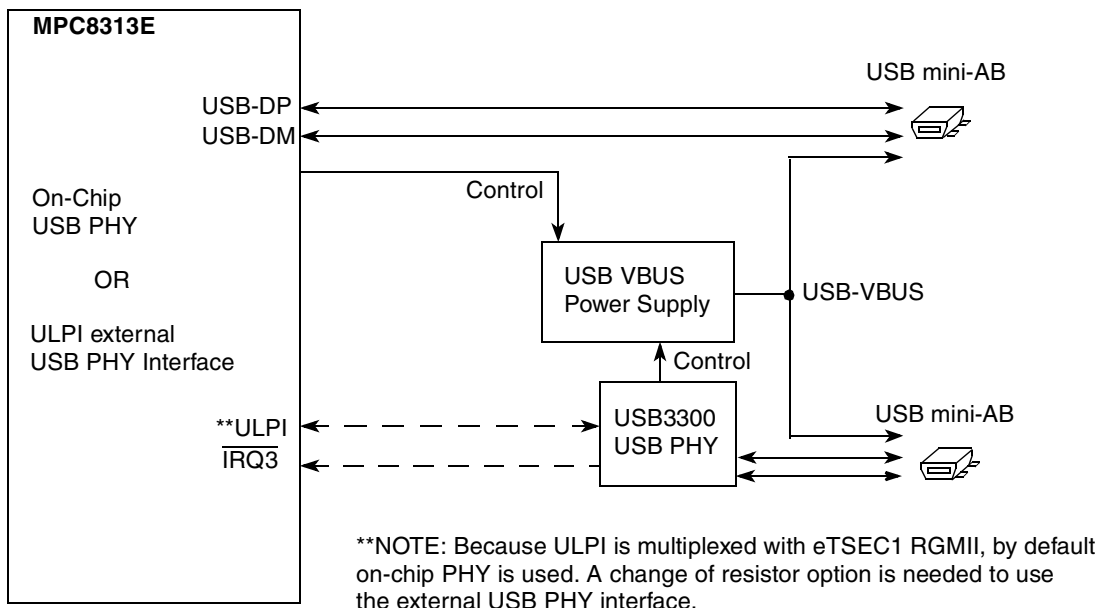 MPC8313E
USB mini-AB
USB-DP
USB-DM
Control
On-Chip
USB PHY
OR
ULPI external
USB PHY Interface
USB VBUS
Power Supply
USB-VBUS
Control
USB3300
USB PHY
USB mini-AB
**ULPI
IRQ3
**NOTE: Because ULPI is multiplexed with eTSEC1 RGMII, by default
on-chip PHY is used. A change of resistor option is needed to use
the external USB PHY interface.